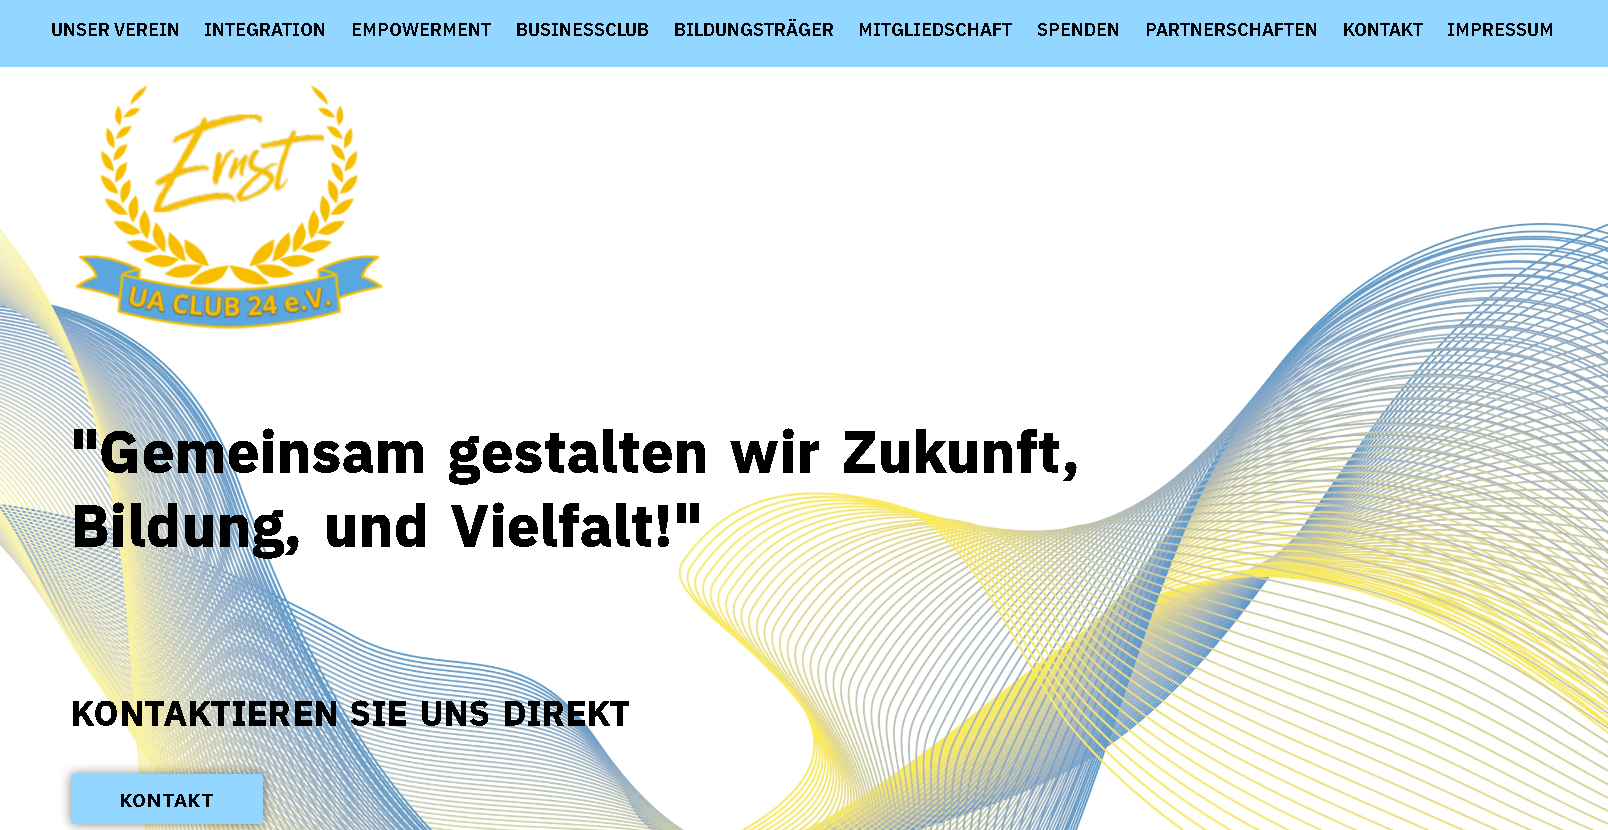 UNSER VEREIN INTEGRATION EMPOWERMENT BUSINESSCLUB BILDUNGSTRÄGER MITGLIEDSCHAFT SPENDEN PARTNERSCHAFTEN KONTAKT IMPRESSUM
Ernst
UA CLUB 24 e.V.
"Gemeinsam gestalten wir Zukunft,
Bildung, und Vielfalt!"
KONTAKTIEREN SIE UNS DIREKT
KONTAKT